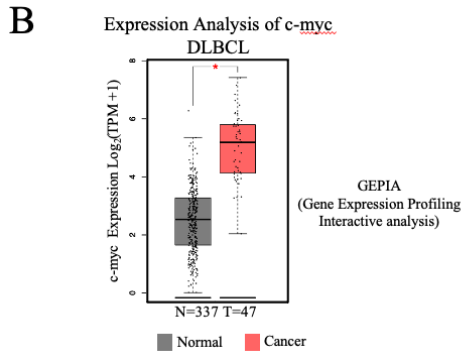 B
Expression Analysis of c-myc
DLBCL
*
c-myc Expression Log₂(TPM+1)
8
6
4
2
0
GEPIA
(Gene Expression Profiling
Interactive analysis)
N=337 T=47
Normal Cancer